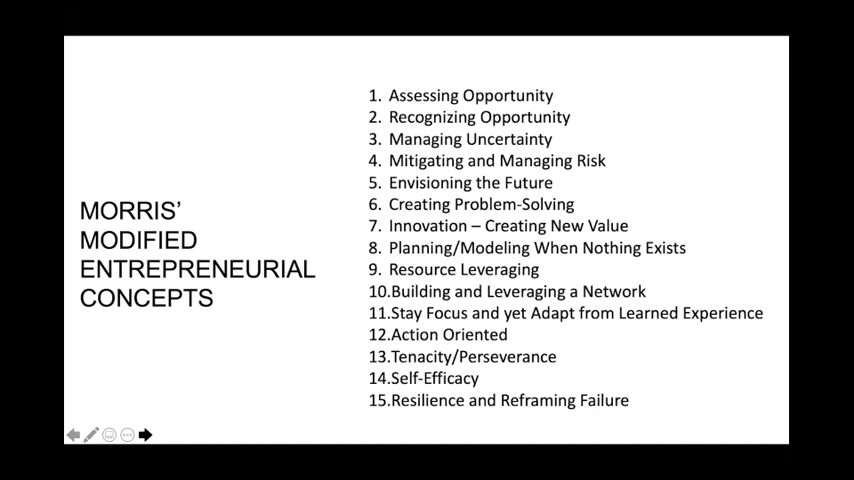 MORRIS'
MODIFIED
ENTREPRENEURIAL
CONCEPTS
1. Assessing Opportunity
2. Recognizing Opportunity
3. Managing Uncertainty
4. Mitigating and Managing Risk
5. Envisioning the Future
6. Creating Problem-Solving
7. Innovation – Creating New Value
8. Planning/Modeling When Nothing Exists
9. Resource Leveraging
10.Building and Leveraging a Network
11.Stay Focus and yet Adapt from Learned Experience
12.Action Oriented
13.Tenacity/Perseverance
14.Self-Efficacy
15.Resilience and Reframing Failure